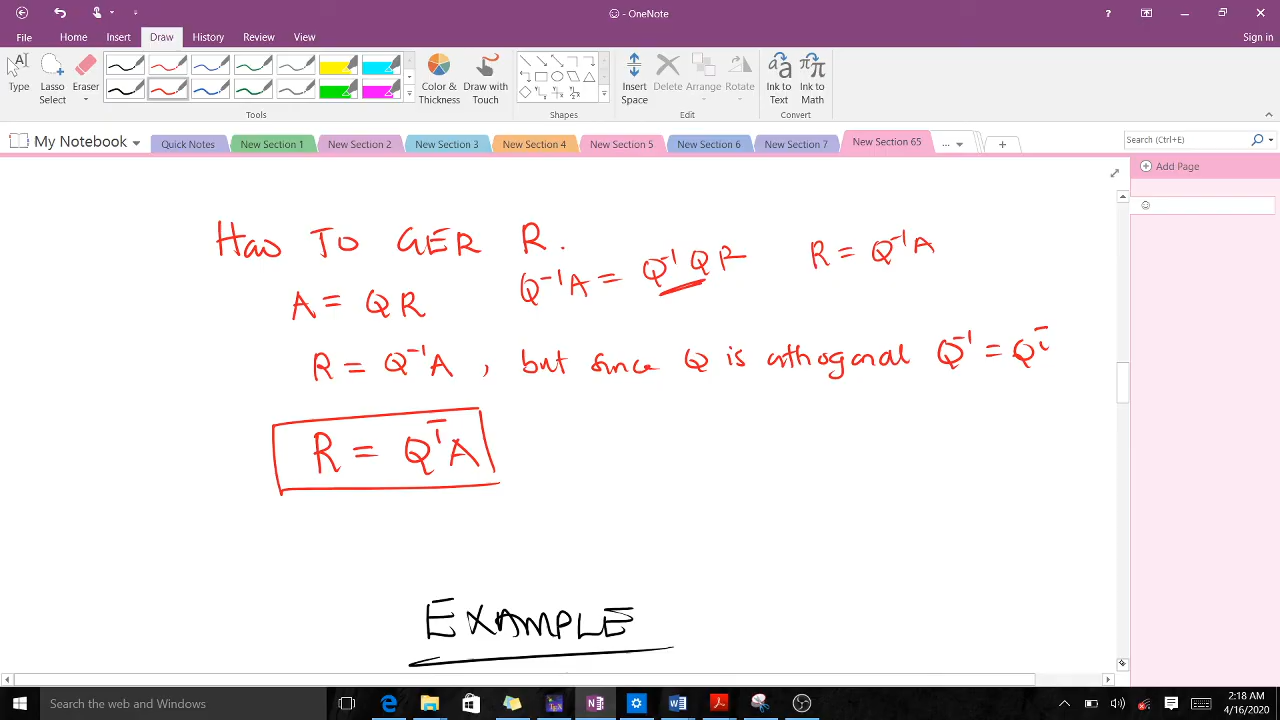 - OneNote
Sign in
File Home Insert Draw History Review View
Type
Lasso Select
Eraser
Color & Thickness
Draw with Touch
Insert Space
Delete
Arrange
Rotate
Ink to Text
Ink to Math
Tools
Shapes
Edit
Convert
My Notebook
Quick Notes New Section 1 New Section 2 New Section 3 New Section 4 New Section 5 New Section 6 New Section 7 New Section 65 ...
Search (Ctrl+E)
Add Page
How TO GER R.
Q⁻¹A = Q⁻¹QR
R = Q⁻¹A
A = QR
R = Q⁻¹A, but since Q is orthogonal Q⁻¹ = Qᵀ
R = QᵀA
EXAMPLE
Search the web and Windows
2:18 AM
4/16/2020